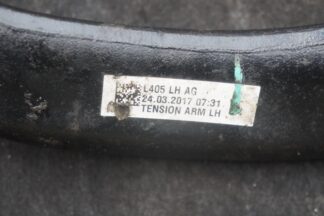 L405 LH AG
24.03.2017 07:31
TENSION ARM LH